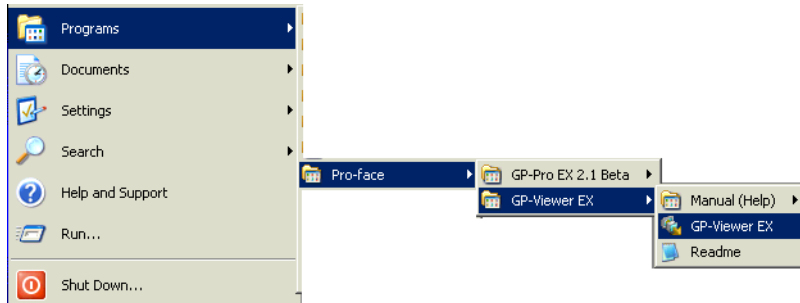 Programs
Documents
Settings
Search
Help and Support
Run...
Shut Down...
Pro-face
GP-Pro EX 2.1 Beta
GP-Viewer EX
Manual (Help)
GP-Viewer EX
Readme